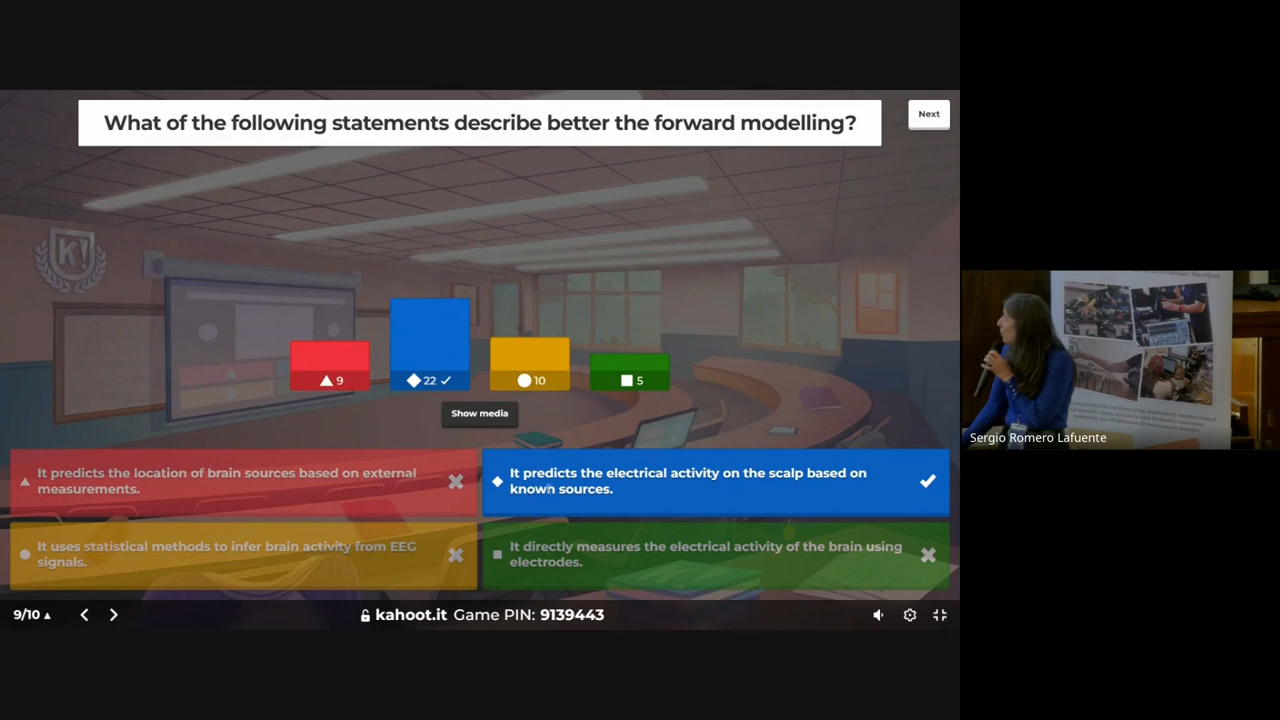 What of the following statements describe better the forward modelling?
Next
K!
9
22
10
5
Show media
It predicts the location of brain sources based on external
measurements.
It predicts the electrical activity on the scalp based on
known sources.
It uses statistical methods to infer brain activity from EEG
signals.
It directly measures the electrical activity of the brain using
electrodes.
9/10
kahoot.it Game PIN: 9139443
Sergio Romero Lafuente